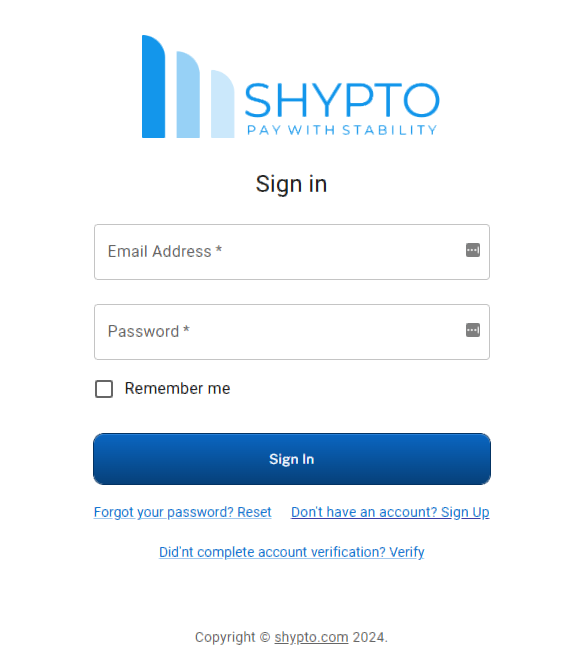 SHYPTO
PAY WITH STABILITY
Sign in
Email Address *
Password *
Remember me
Sign In
Forgot your password? Reset Don't have an account? Sign Up
Did'nt complete account verification? Verify
Copyright © shypto.com 2024.